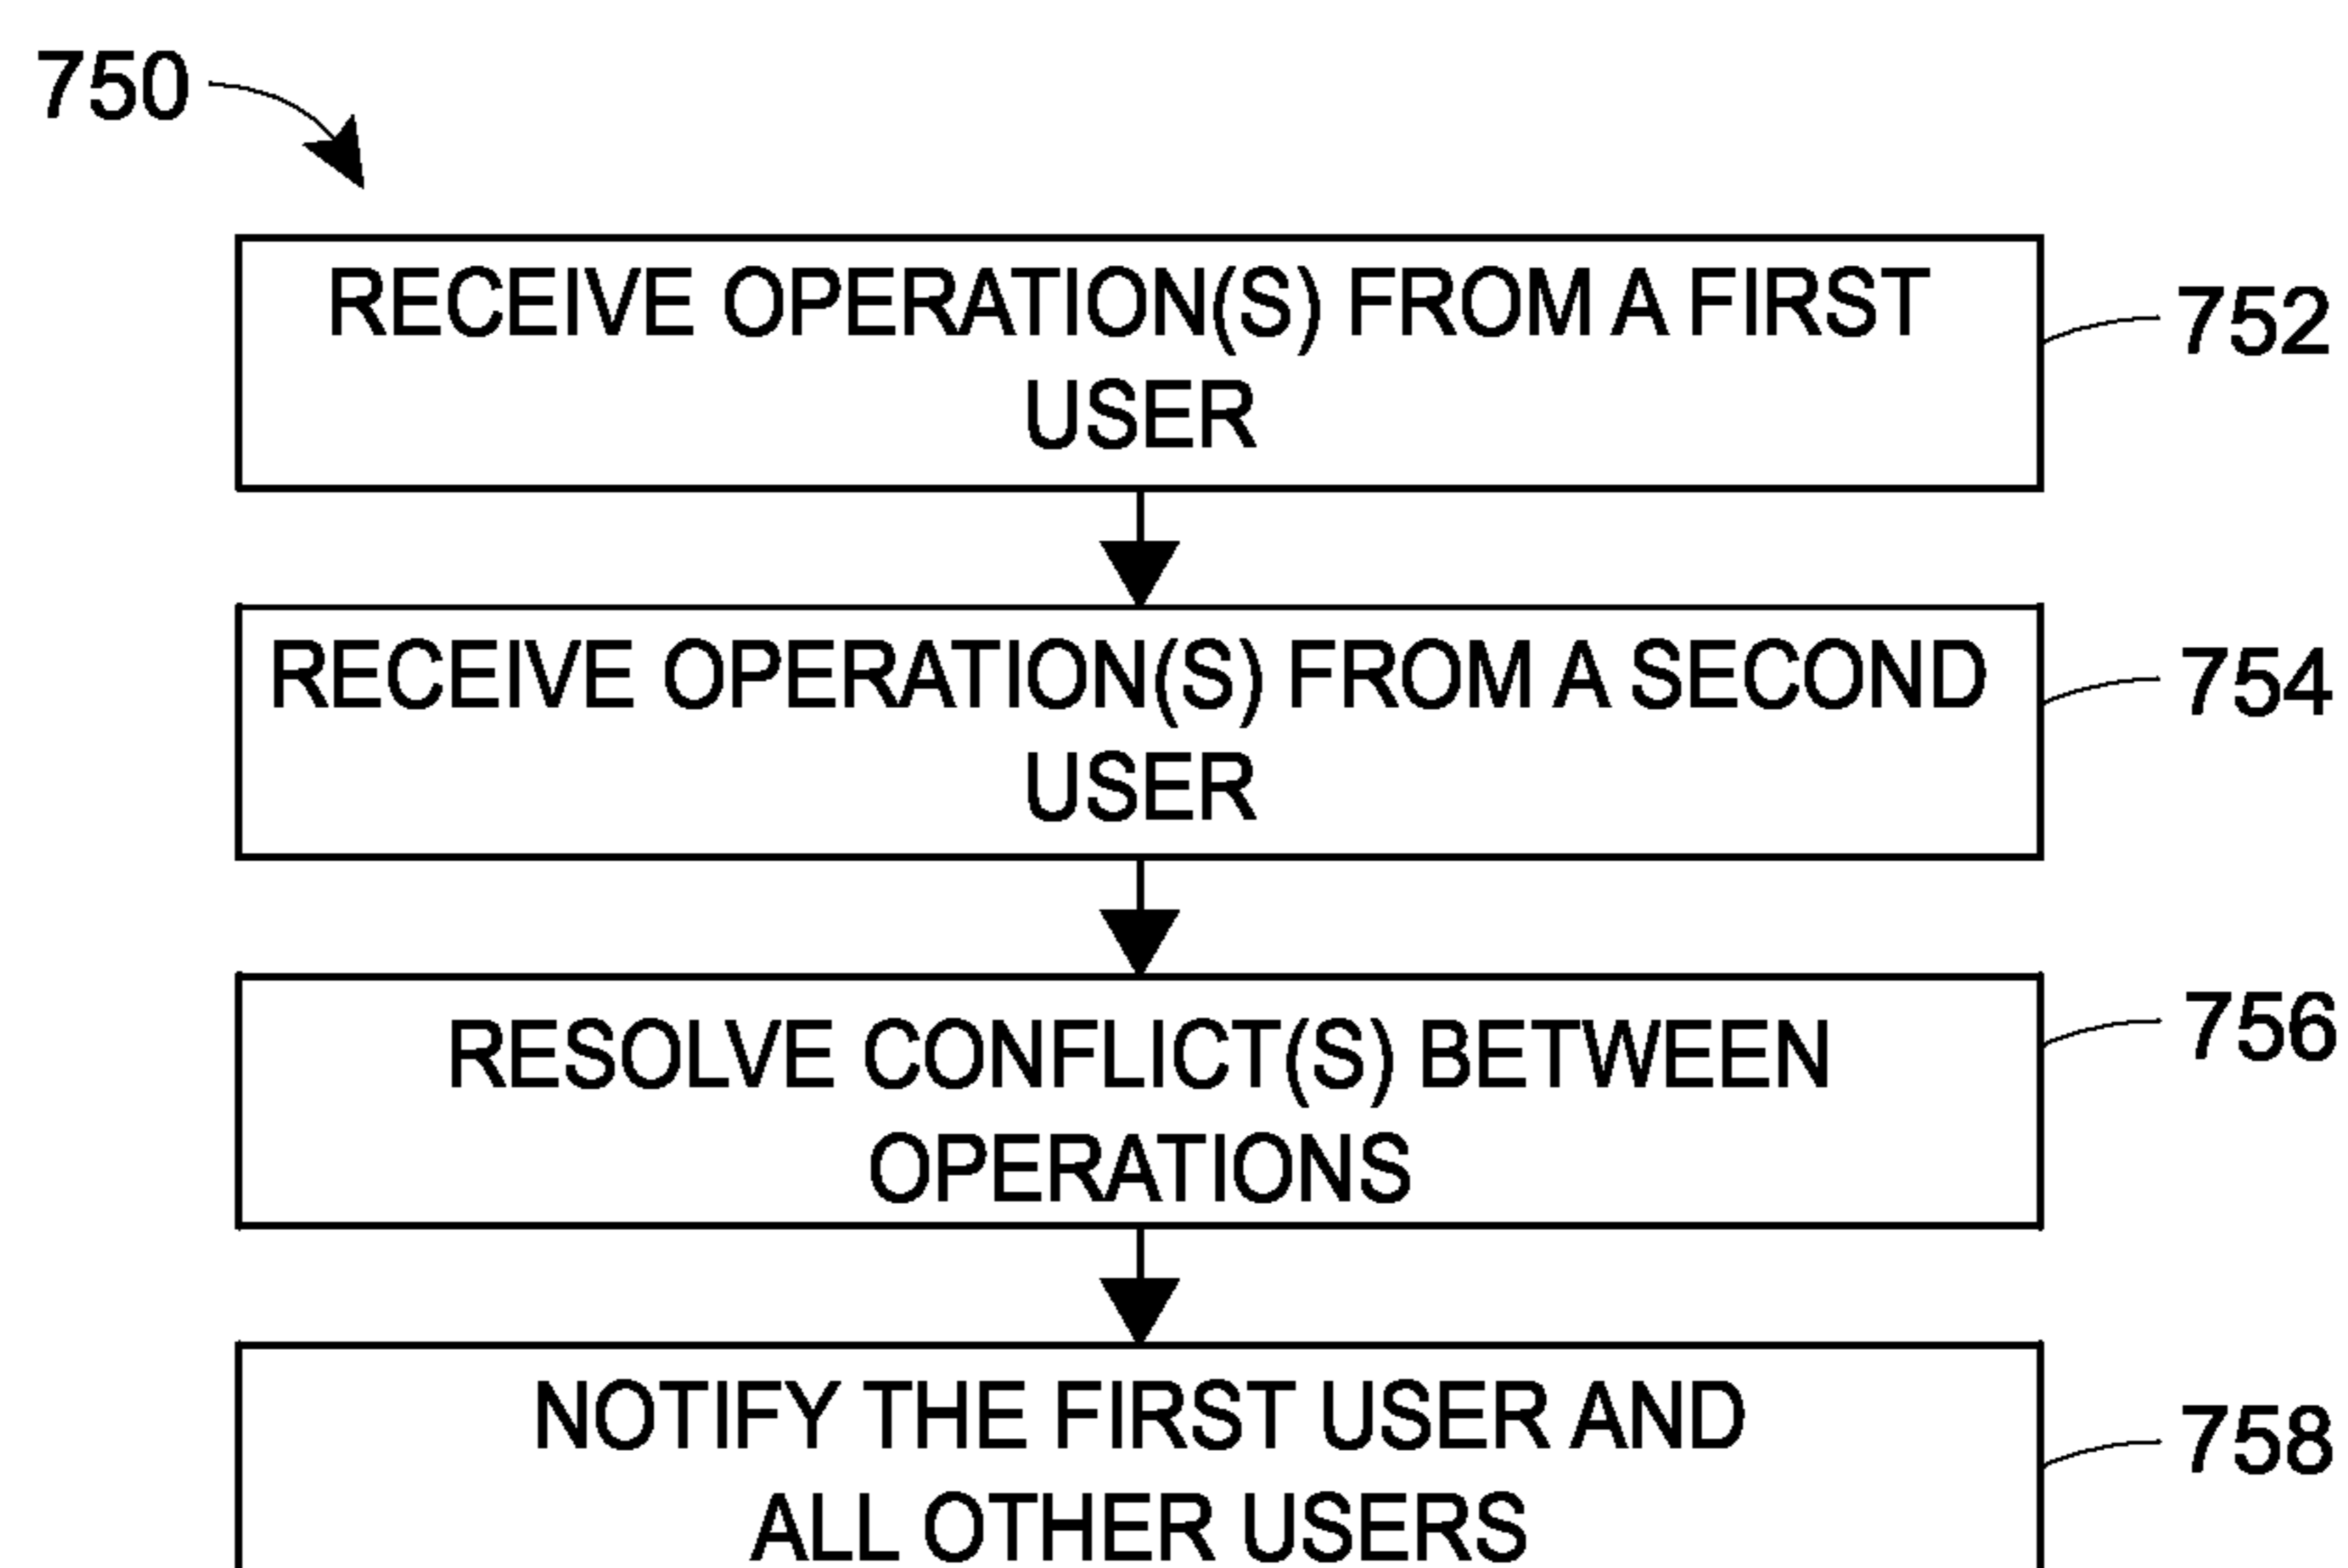 750
RECEIVE OPERATION(S) FROM A FIRST
USER
752
RECEIVE OPERATION(S) FROM A SECOND
USER
754
RESOLVE CONFLICT(S) BETWEEN
OPERATIONS
756
NOTIFY THE FIRST USER AND
ALL OTHER USERS
758